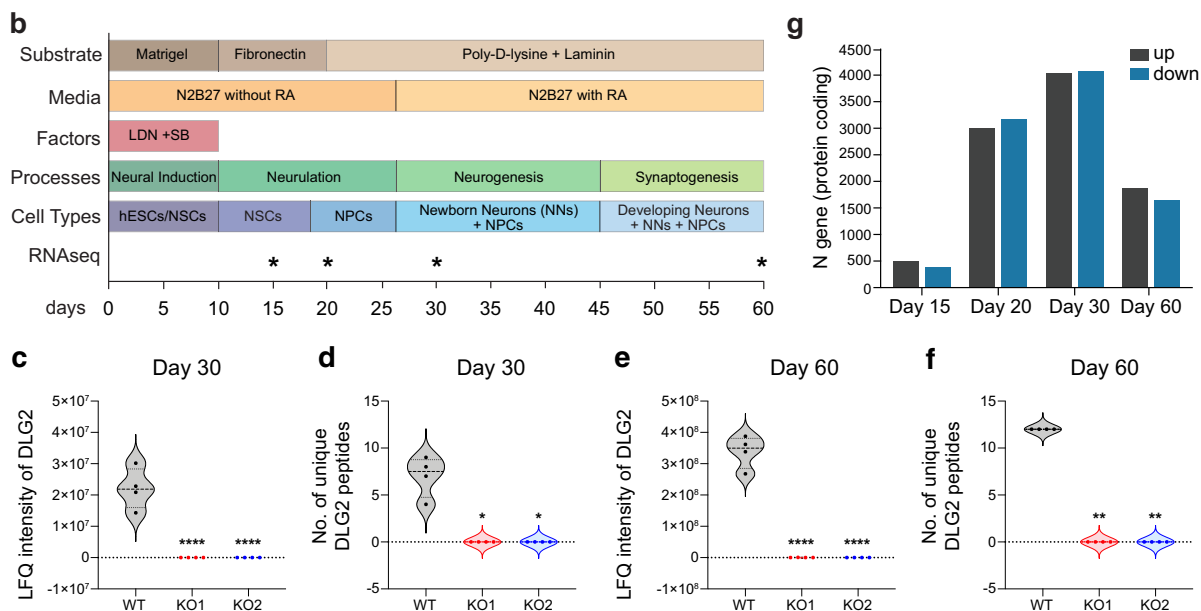 b
Substrate
Matrigel
Fibronectin
Poly-D-lysine + Laminin
Media
N2B27 without RA
N2B27 with RA
Factors
LDN +SB
Processes
Neural Induction
Neurulation
Neurogenesis
Synaptogenesis
Cell Types
hESCs/NSCs
NSCs
NPCs
Newborn Neurons (NNs)
+ NPCs
Developing Neurons
+ NNs + NPCs
RNAseq
* * * *
days
0 5 10 15 20 25 30 35 40 45 50 55 60
g
N gene (protein coding)
4500
4000
3500
3000
2500
2000
1500
1000
500
0
up
down
Day 15 Day 20 Day 30 Day 60
c
Day 30
LFQ intensity of DLG2
5×10⁷
4×10⁷
3×10⁷
2×10⁷
1×10⁷
0
-1×10⁷
**** ****
WT KO1 KO2
d
Day 30
No. of unique
DLG2 peptides
15
10
5
0
-5
* *
WT KO1 KO2
e
Day 60
LFQ intensity of DLG2
5×10⁸
4×10⁸
3×10⁸
2×10⁸
1×10⁸
0
-1×10⁸
**** ****
WT KO1 KO2
f
Day 60
No. of unique
DLG2 peptides
15
10
5
0
-5
** **
WT KO1 KO2